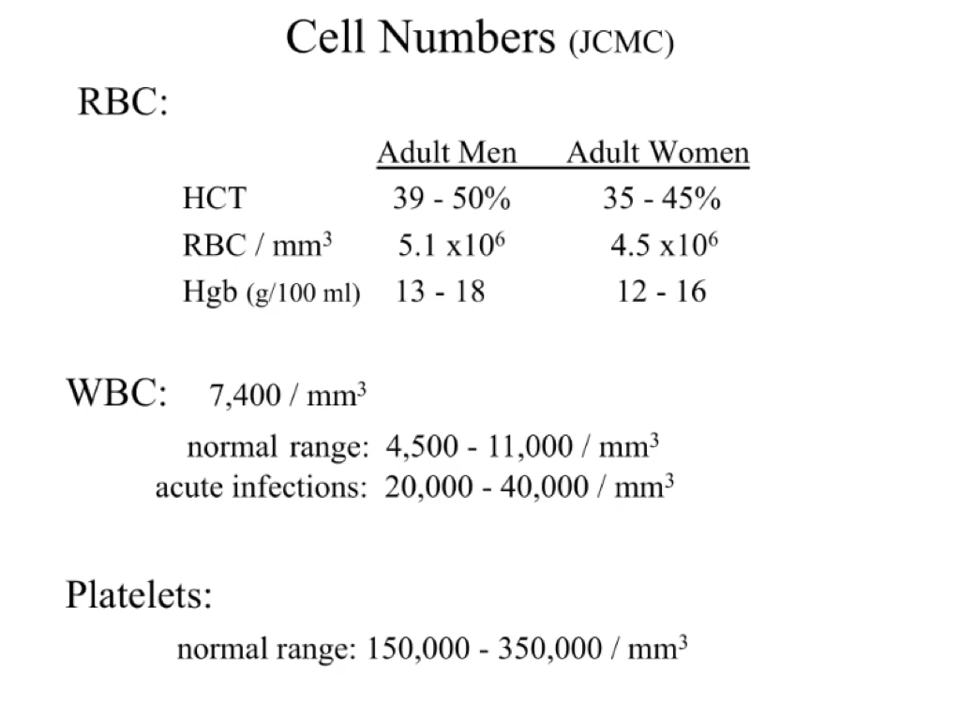 Cell Numbers (JCMC)
RBC:
Adult Men Adult Women
HCT 39 - 50% 35 - 45%
RBC / mm³ 5.1 x10⁶ 4.5 x10⁶
Hgb (g/100 ml) 13 - 18 12 - 16
WBC: 7,400 / mm³
normal range: 4,500 - 11,000 / mm³
acute infections: 20,000 - 40,000 / mm³
Platelets:
normal range: 150,000 - 350,000 / mm³